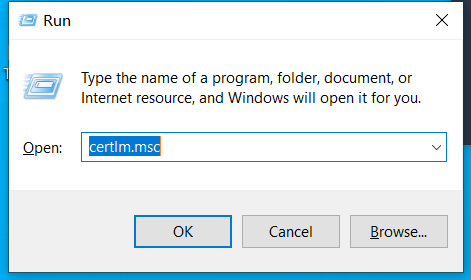 Run
Type the name of a program, folder, document, or
Internet resource, and Windows will open it for you.
Open: certlm.msc
OK Cancel Browse...